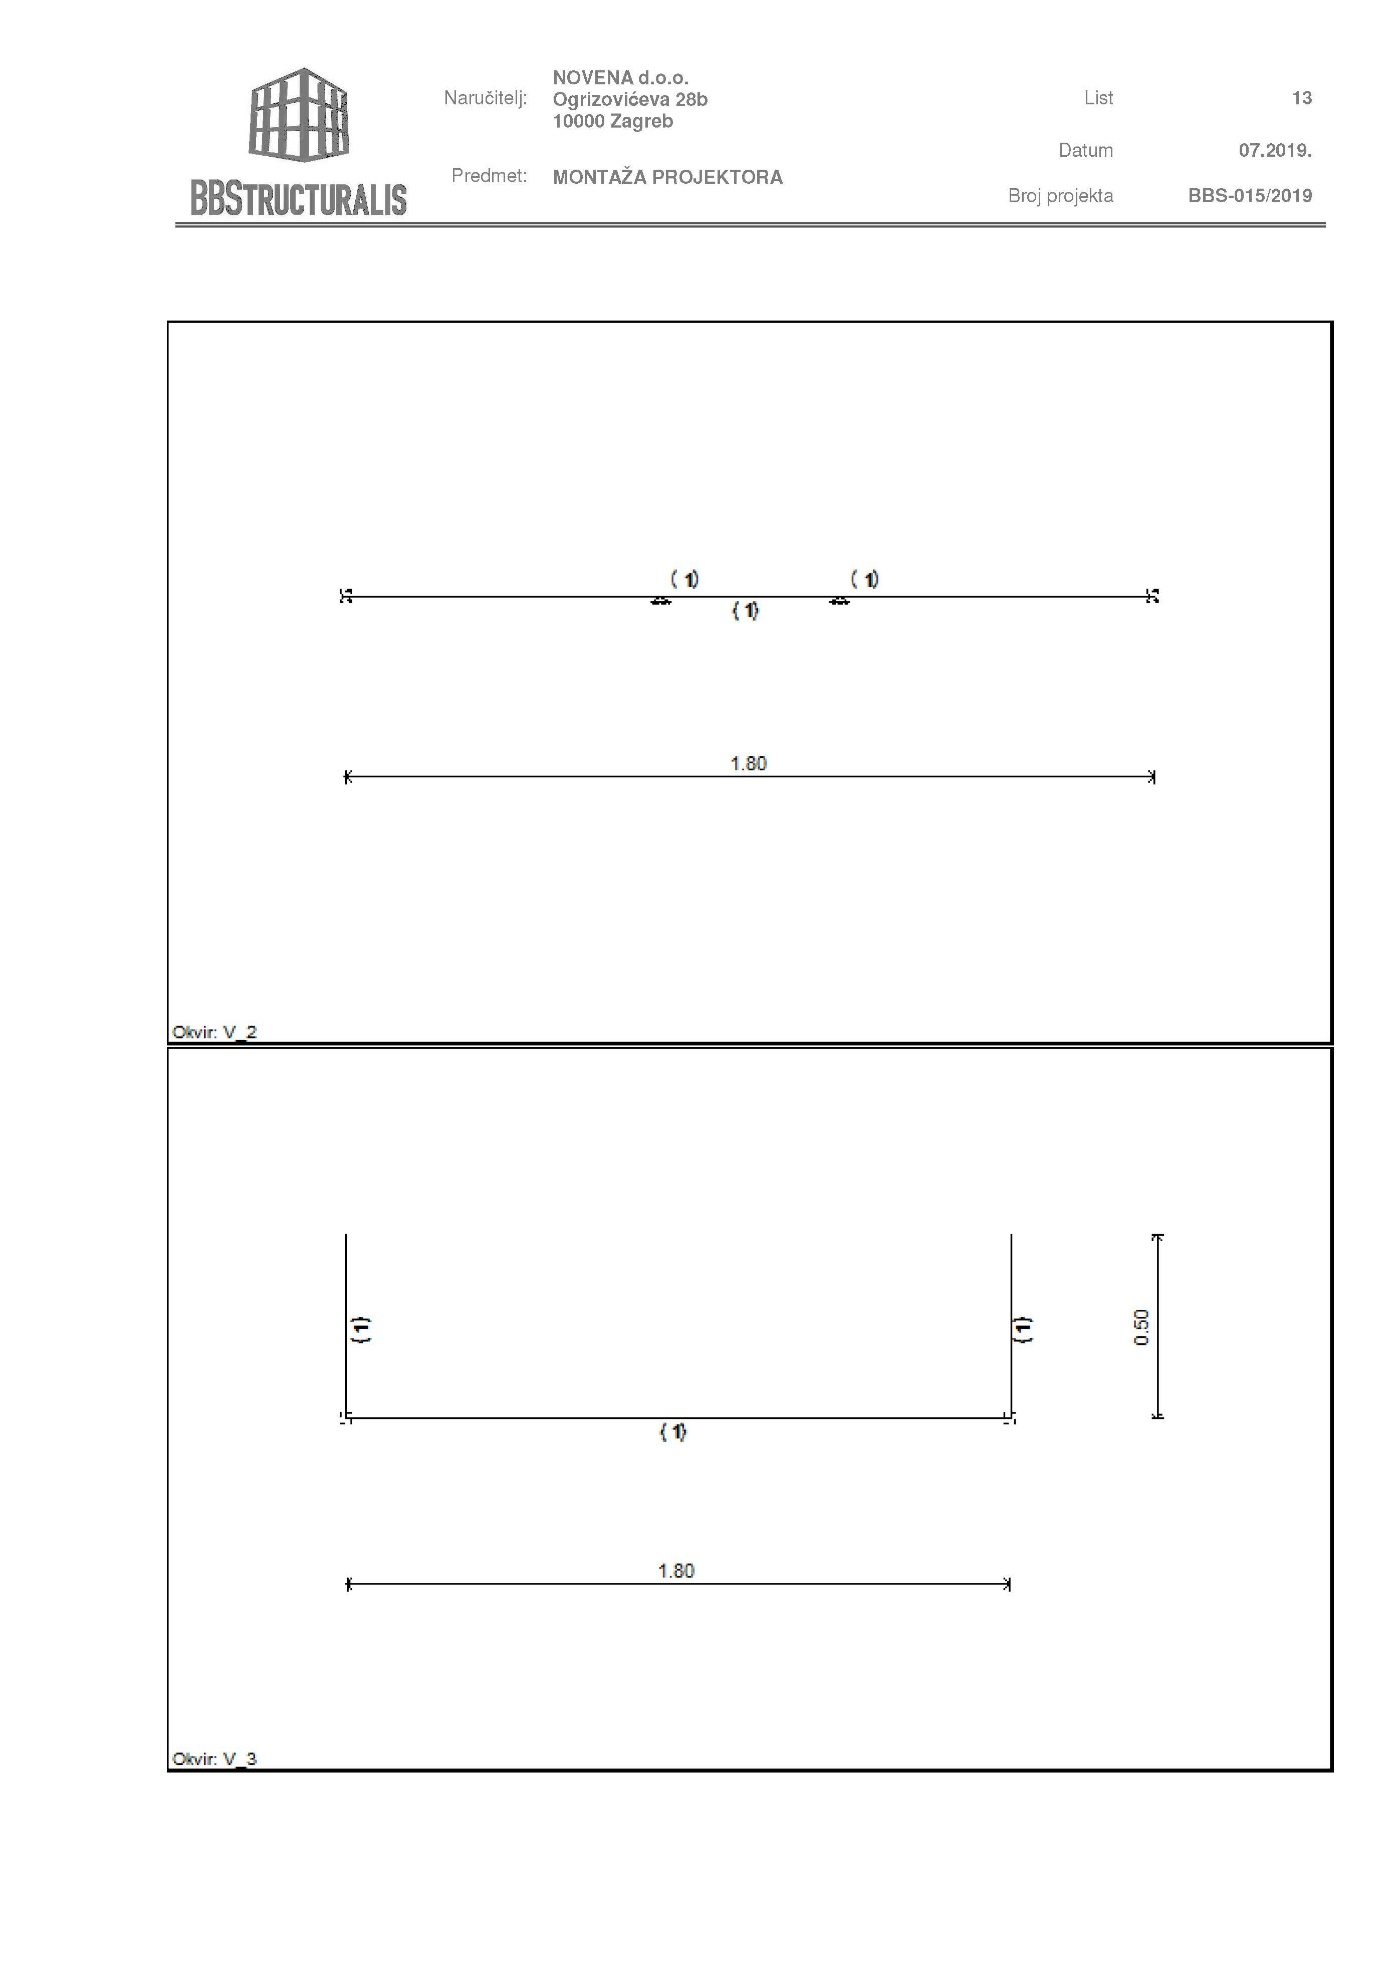 BBSTRUCTURALIS
Naručitelj:
NOVENA d.o.o.
Ogrizovićeva 28b
10000 Zagreb
Predmet:
MONTAŽA PROJEKTORA
List 13
Datum 07.2019.
Broj projekta BBS-015/2019
(1) (1)
(1)
1.80
Okvir: V_2
(1)
(1)
0.50
(1)
1.80
Okvir: V_3